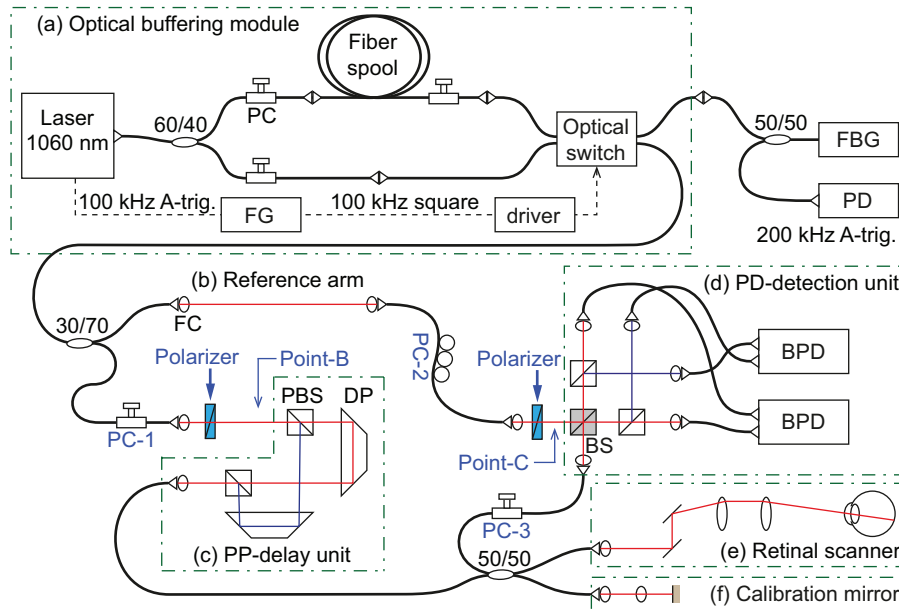 (a) Optical buffering module
Fiber
spool
Laser
1060 nm
60/40
PC
Optical
switch
50/50
FBG
PD
100 kHz A-trig.
FG
100 kHz square
driver
200 kHz A-trig.
(b) Reference arm
FC
30/70
PC-2
(d) PD-detection unit
BPD
BPD
Polarizer
Point-B
PBS
DP
Polarizer
BS
Point-C
PC-1
(c) PP-delay unit
PC-3
50/50
(e) Retinal scanner
(f) Calibration mirror